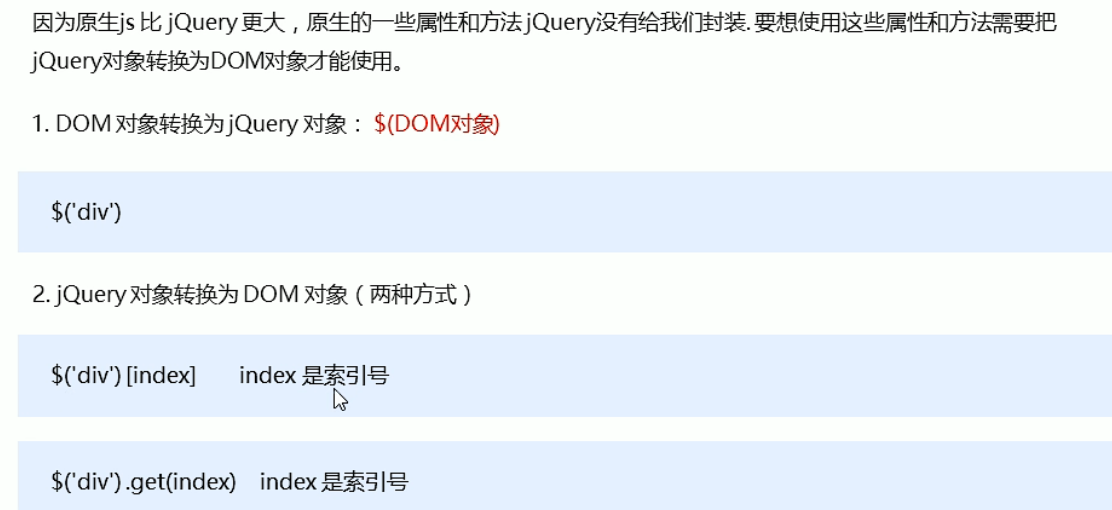 因为原生js 比 jQuery 更大，原生的一些属性和方法 jQuery没有给我们封装. 要想使用这些属性和方法需要把
jQuery对象转换为DOM对象才能使用。
1. DOM 对象转换为 jQuery 对象： $(DOM对象)
$('div')
2. jQuery 对象转换为 DOM 对象（两种方式）
$('div') [index] index 是索引号
$('div') .get(index) index 是索引号